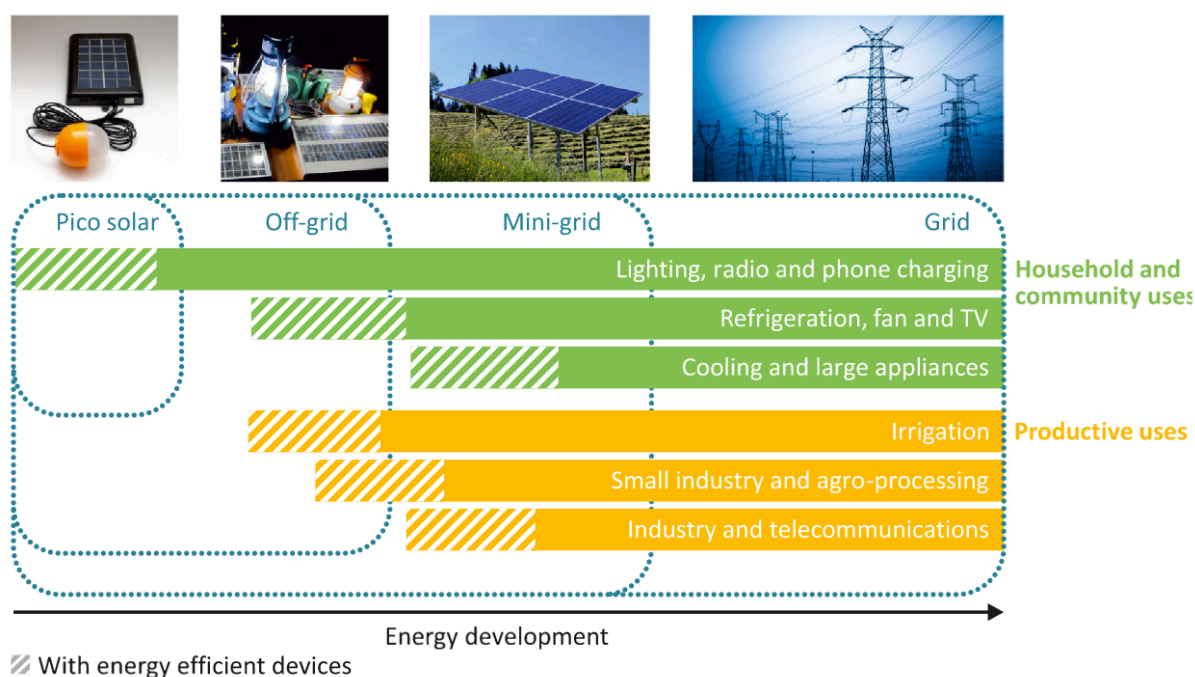 Pico solar
Off-grid
Mini-grid
Grid
Lighting, radio and phone charging
Household and
community uses
Refrigeration, fan and TV
Cooling and large appliances
Irrigation
Productive uses
Small industry and agro-processing
Industry and telecommunications
Energy development
With energy efficient devices